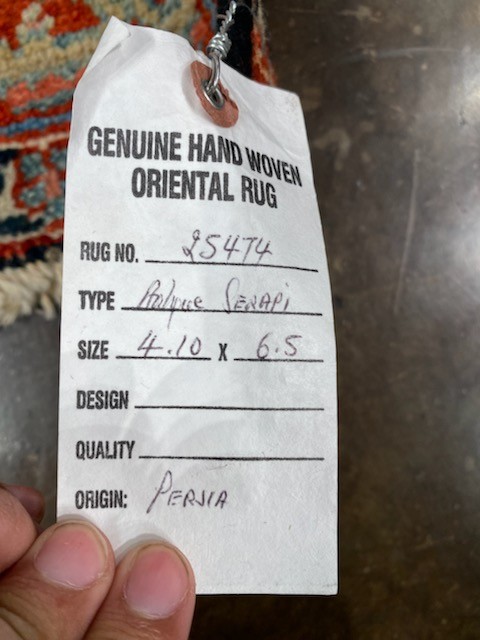 GENUINE HAND WOVEN
ORIENTAL RUG
RUG NO. 25474
TYPE Antique SERAPI
SIZE 4.10 X 6.5
DESIGN
QUALITY
ORIGIN: PERSIA